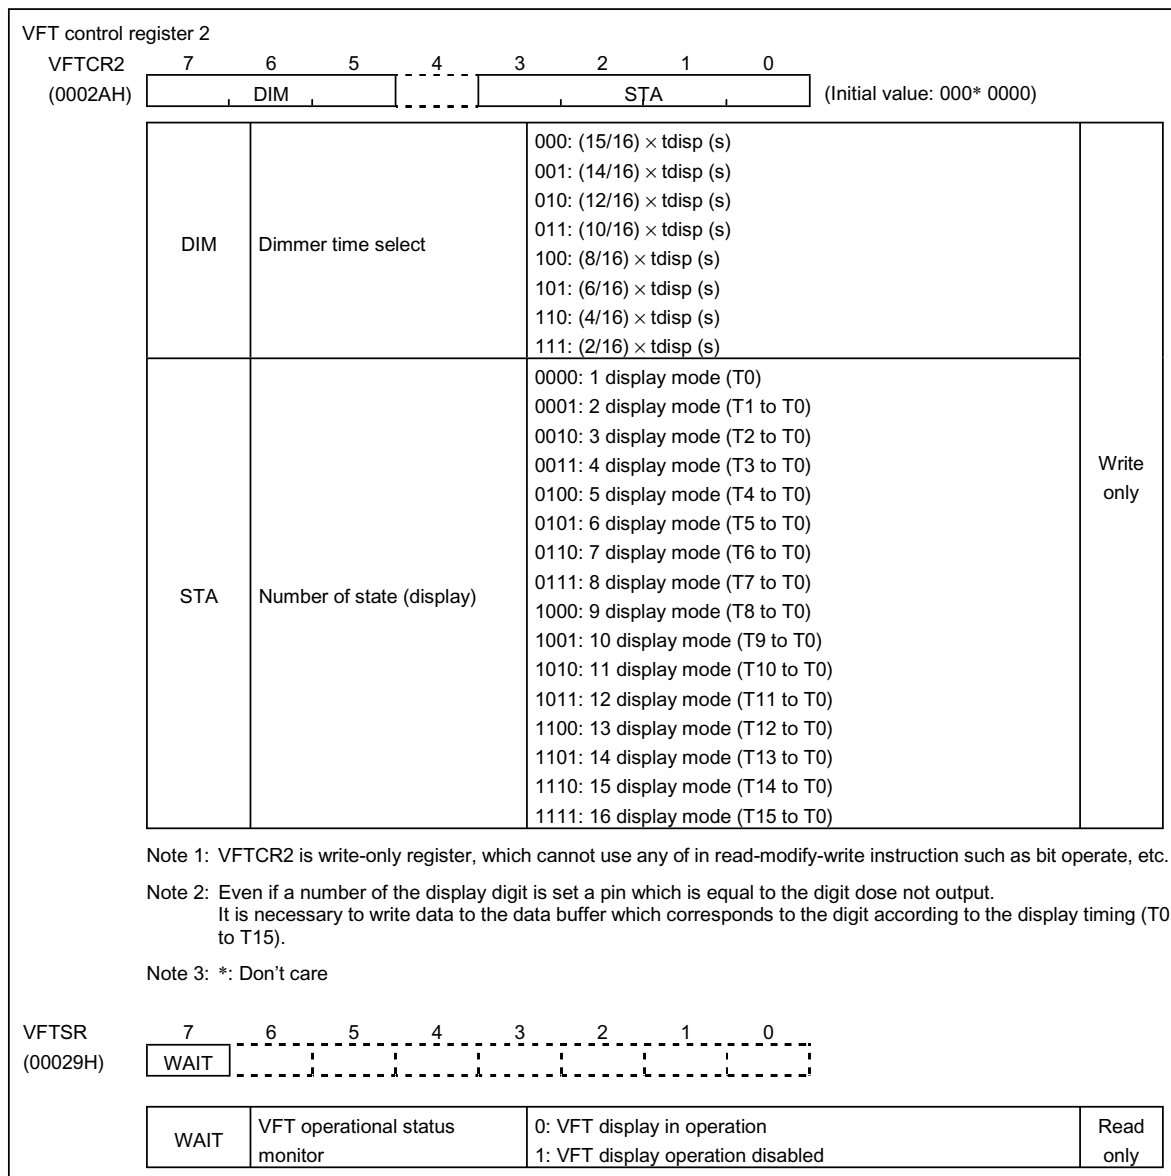 VFT control register 2
VFTCR2 7 6 5 4 3 2 1 0
(0002AH) DIM STA (Initial value: 000* 0000)
000: (15/16) × tdisp (s)
001: (14/16) × tdisp (s)
010: (12/16) × tdisp (s)
011: (10/16) × tdisp (s)
DIM Dimmer time select
100: (8/16) × tdisp (s)
101: (6/16) × tdisp (s)
110: (4/16) × tdisp (s)
111: (2/16) × tdisp (s)
0000: 1 display mode (T0)
0001: 2 display mode (T1 to T0)
0010: 3 display mode (T2 to T0)
0011: 4 display mode (T3 to T0)
Write
0100: 5 display mode (T4 to T0)
only
0101: 6 display mode (T5 to T0)
0110: 7 display mode (T6 to T0)
0111: 8 display mode (T7 to T0)
STA Number of state (display)
1000: 9 display mode (T8 to T0)
1001: 10 display mode (T9 to T0)
1010: 11 display mode (T10 to T0)
1011: 12 display mode (T11 to T0)
1100: 13 display mode (T12 to T0)
1101: 14 display mode (T13 to T0)
1110: 15 display mode (T14 to T0)
1111: 16 display mode (T15 to T0)
Note 1: VFTCR2 is write-only register, which cannot use any of in read-modify-write instruction such as bit operate, etc.
Note 2: Even if a number of the display digit is set a pin which is equal to the digit dose not output.
It is necessary to write data to the data buffer which corresponds to the digit according to the display timing (T0
to T15).
Note 3: *: Don't care
VFTSR 7 6 5 4 3 2 1 0
(00029H) WAIT
WAIT VFT operational status 0: VFT display in operation Read
monitor 1: VFT display operation disabled only